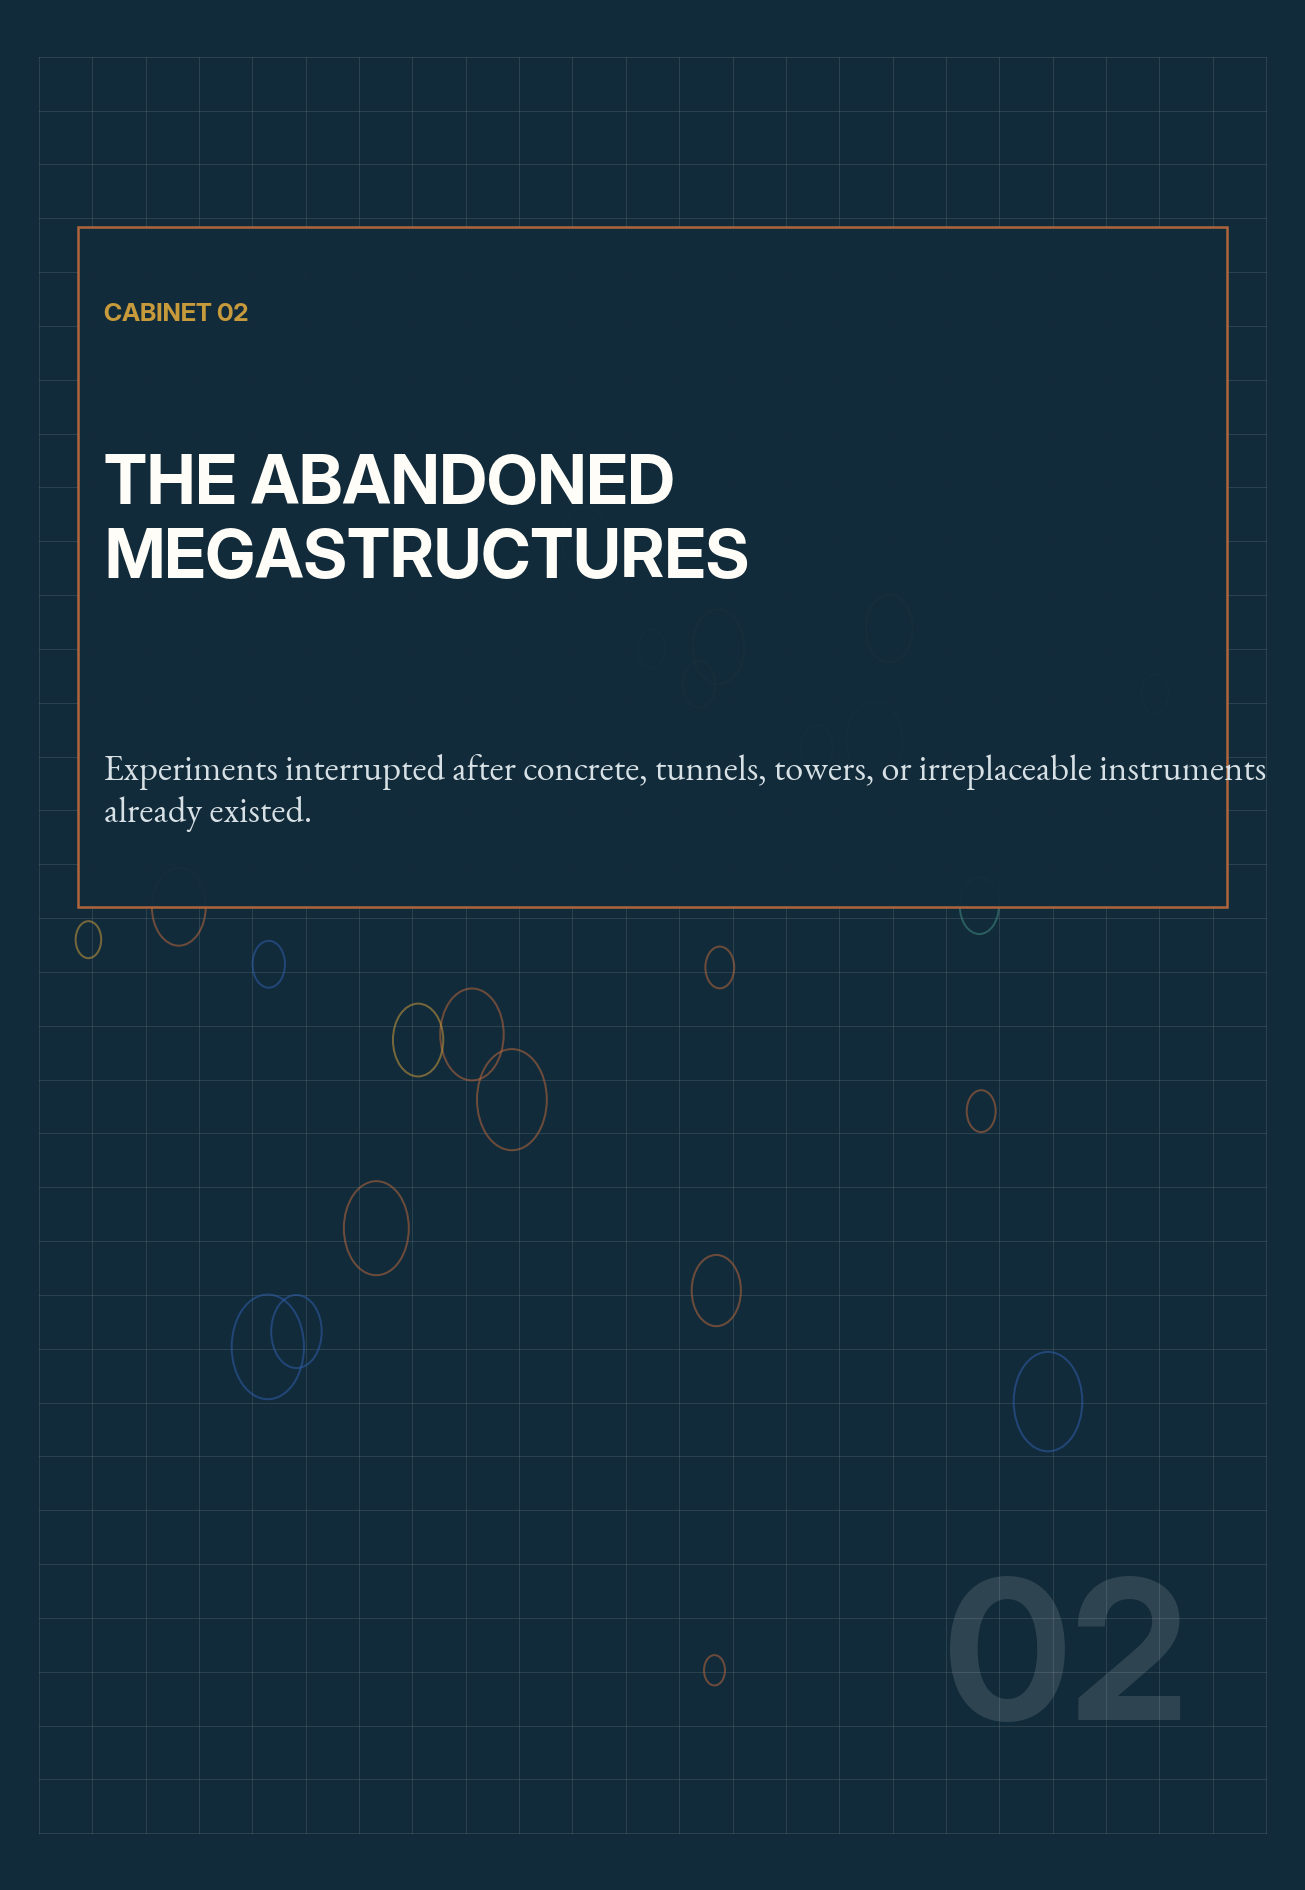 CABINET 02
THE ABANDONED
MEGASTRUCTURES
Experiments interrupted after concrete, tunnels, towers, or irreplaceable instruments
already existed.
02